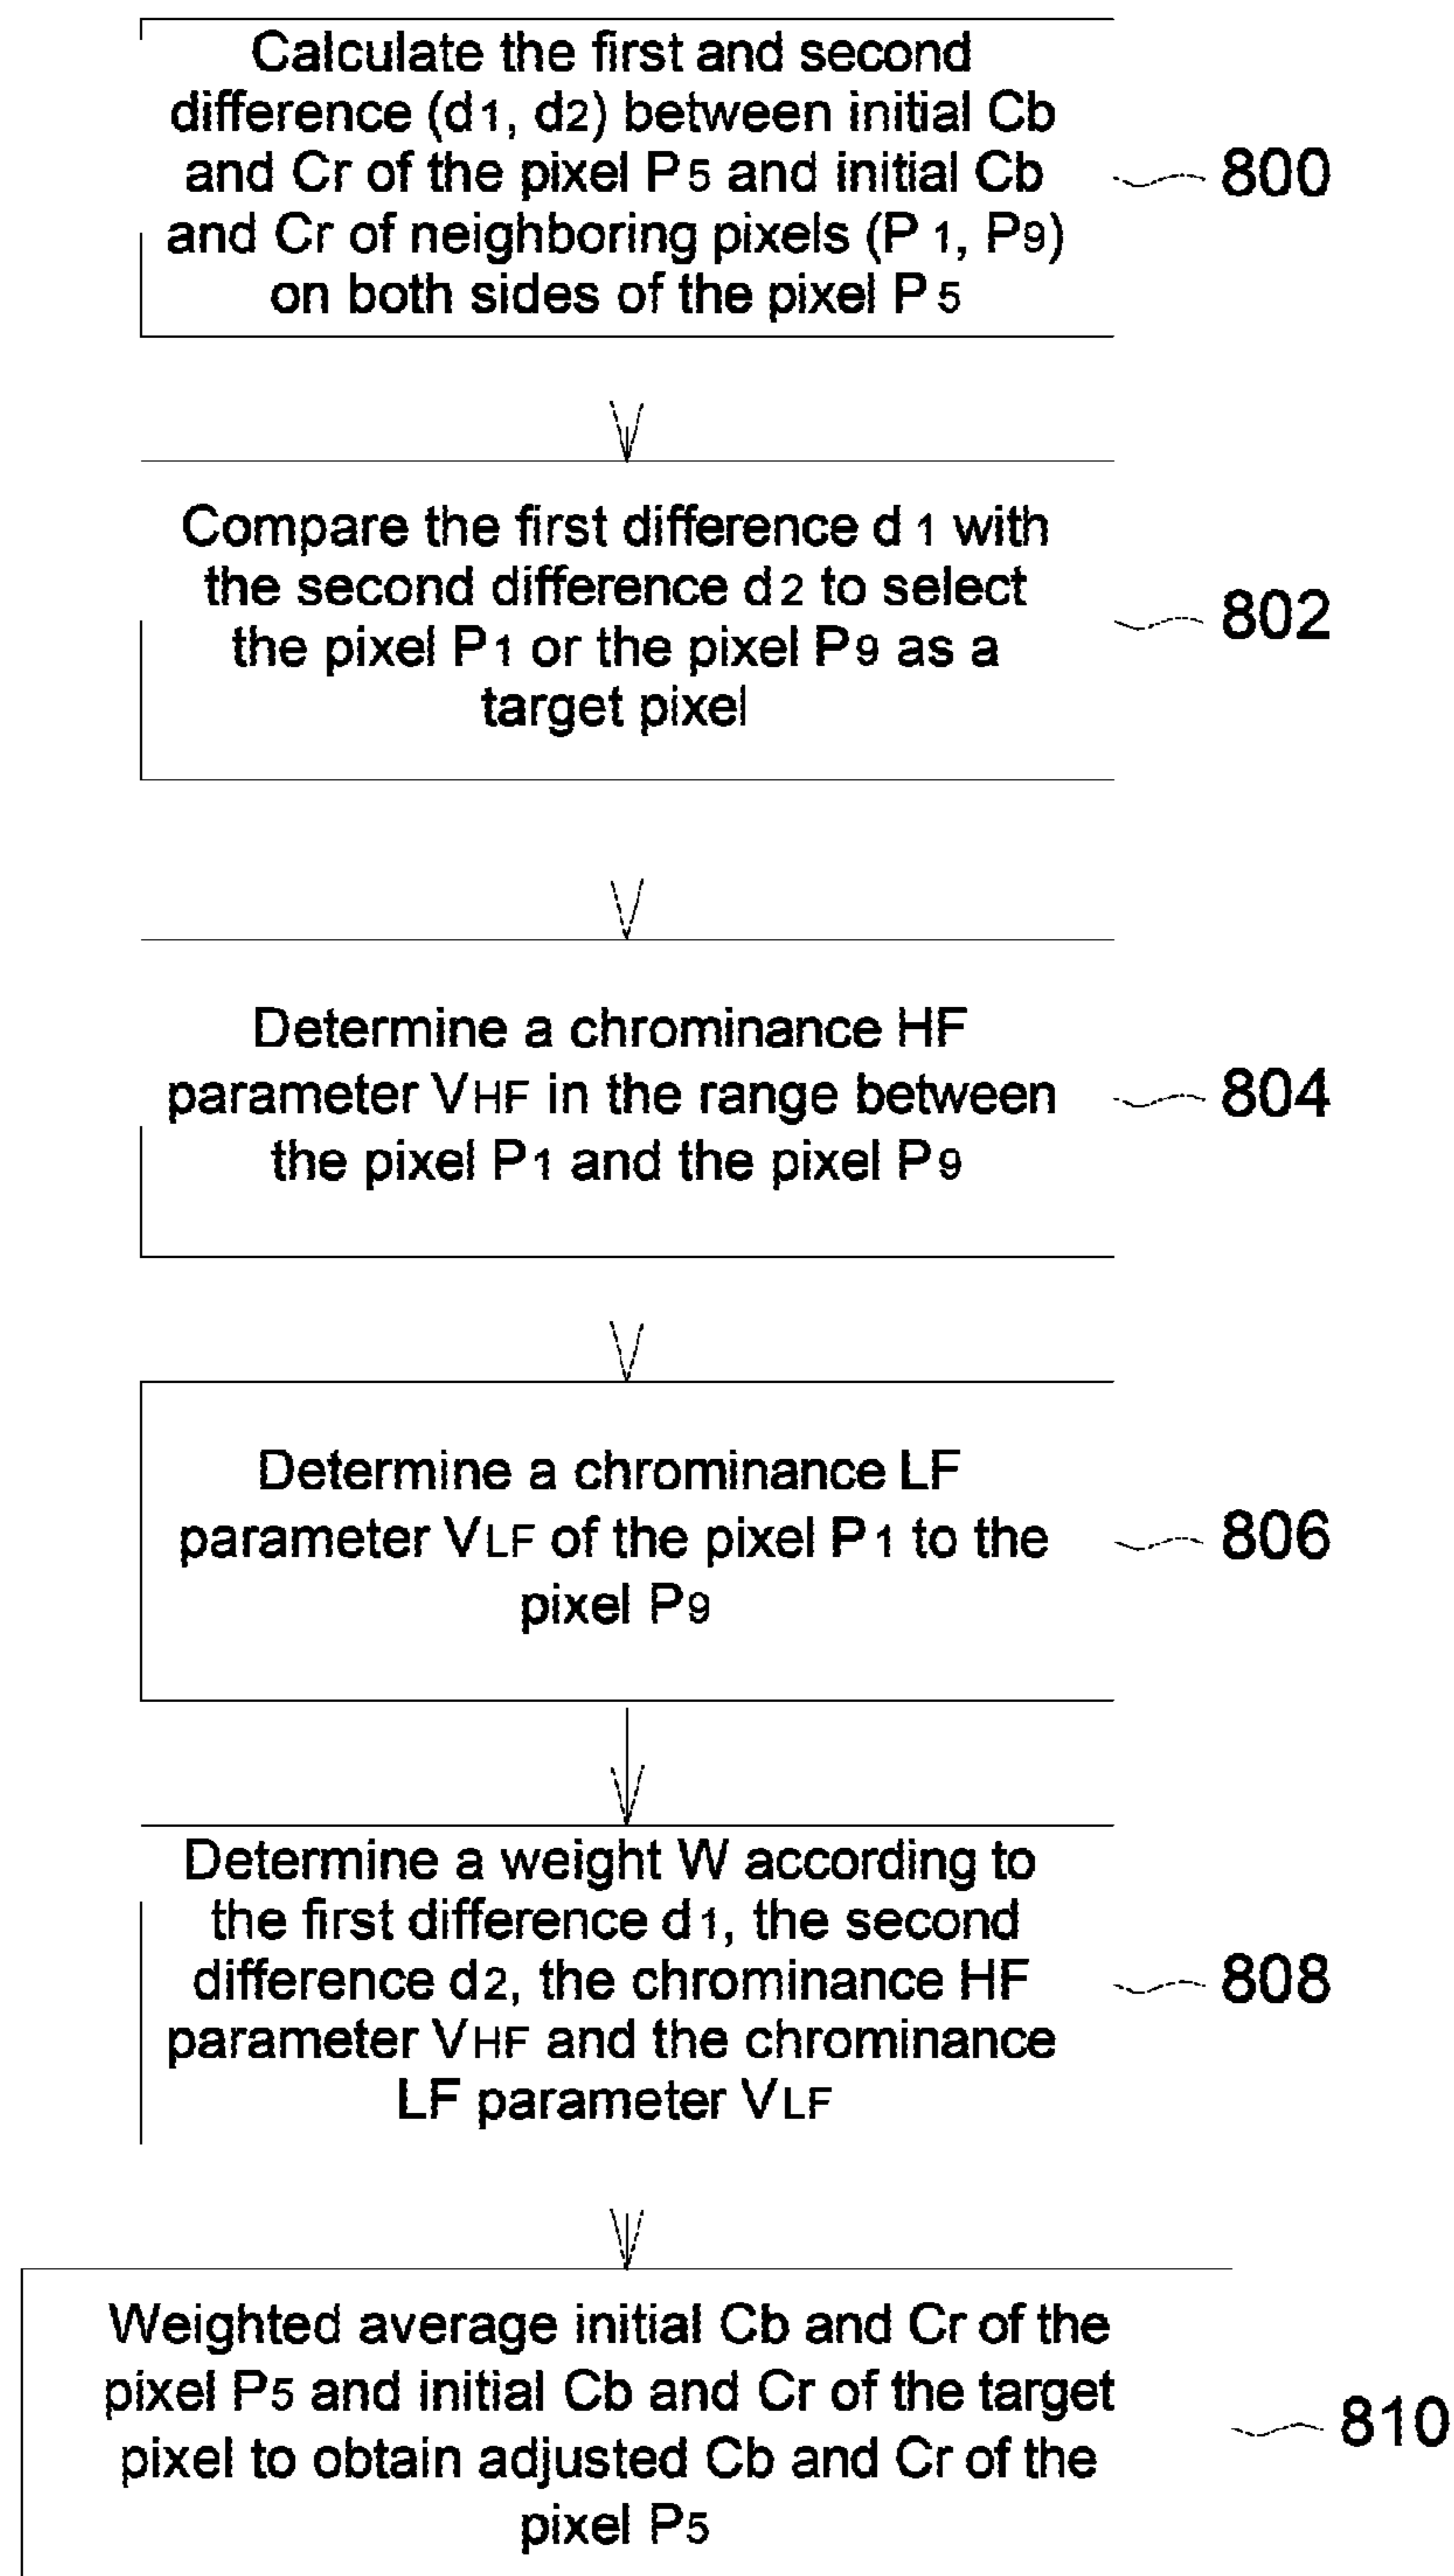 Calculate the first and second
difference (d1, d2) between initial Cb
and Cr of the pixel P5 and initial Cb
and Cr of neighboring pixels (P1, P9)
on both sides of the pixel P5
800
Compare the first difference d1 with
the second difference d2 to select
the pixel P1 or the pixel P9 as a
target pixel
802
Determine a chrominance HF
parameter VHF in the range between
the pixel P1 and the pixel P9
804
Determine a chrominance LF
parameter VLF of the pixel P1 to the
pixel P9
806
Determine a weight W according to
the first difference d1, the second
difference d2, the chrominance HF
parameter VHF and the chrominance
LF parameter VLF
808
Weighted average initial Cb and Cr of the
pixel P5 and initial Cb and Cr of the target
pixel to obtain adjusted Cb and Cr of the
pixel P5
810